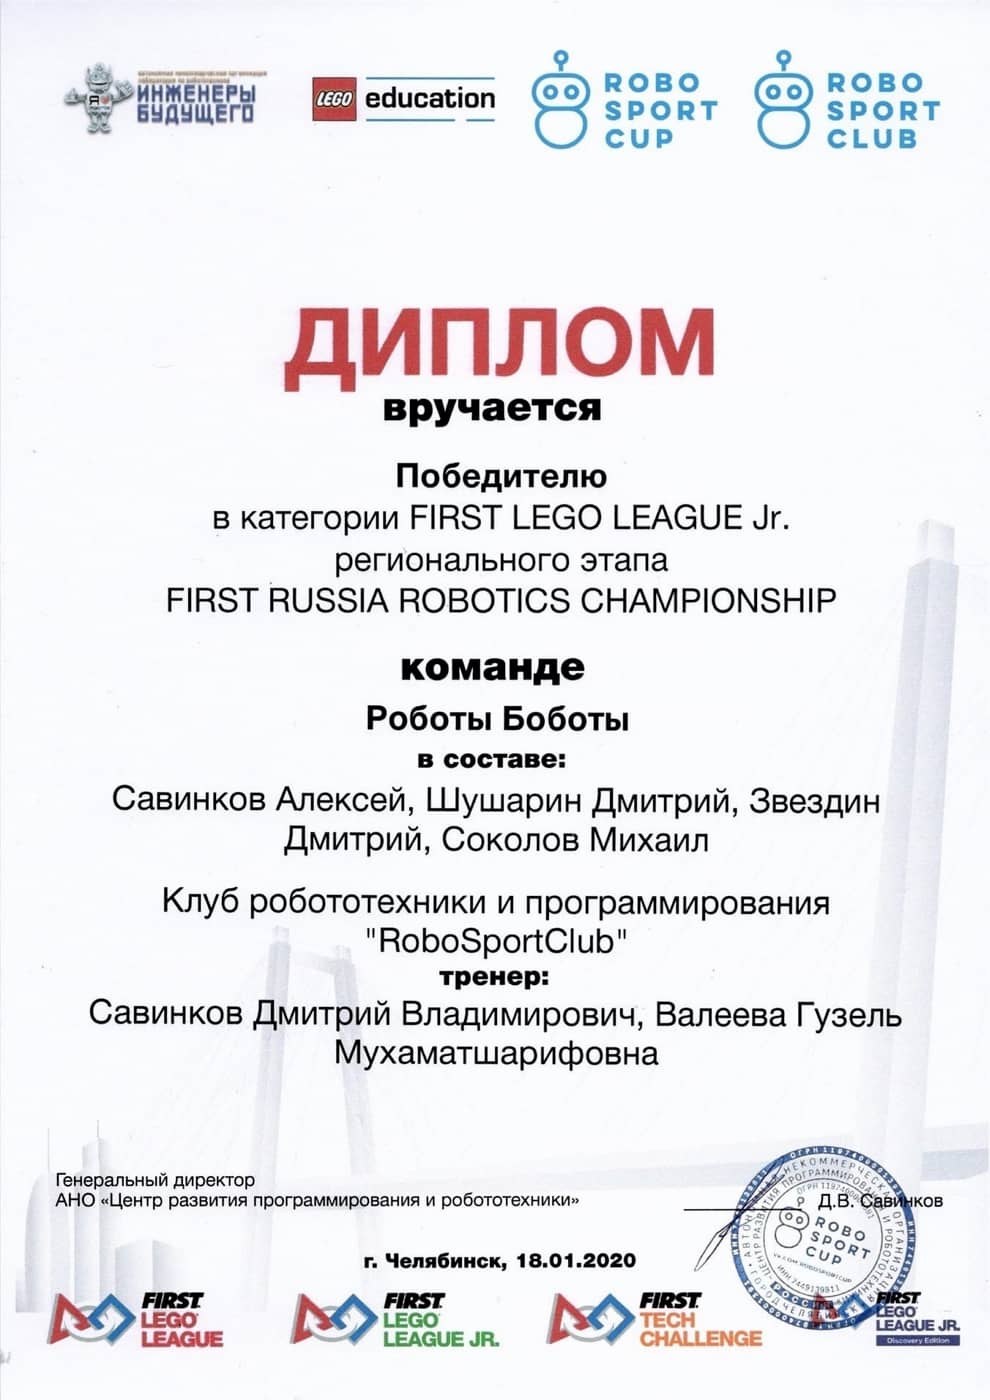 ИНЖЕНЕРЫ
БУДУЩЕГО
LEGO education
ROBO
SPORT
CUP
ROBO
SPORT
CLUB
ДИПЛОМ
вручается
Победителю
в категории FIRST LEGO LEAGUE Jr.
регионального этапа
FIRST RUSSIA ROBOTICS CHAMPIONSHIP
команде
Роботы Боботы
в составе:
Савинков Алексей, Шушарин Дмитрий, Звездин
Дмитрий, Соколов Михаил
Клуб робототехники и программирования
"RoboSportClub"
тренер:
Савинков Дмитрий Владимирович, Валеева Гузель
Мухаматшарифовна
Генеральный директор
АНО «Центр развития программирования и робототехники»
Д.В. Савинков
ROBO
SPORT
CUP
г. Челябинск, 18.01.2020
FIRST
LEGO
LEAGUE
FIRST
LEGO
LEAGUE JR.
FIRST
TECH
CHALLENGE
FIRST
LEGO
LEAGUE JR.
Discovery Edition